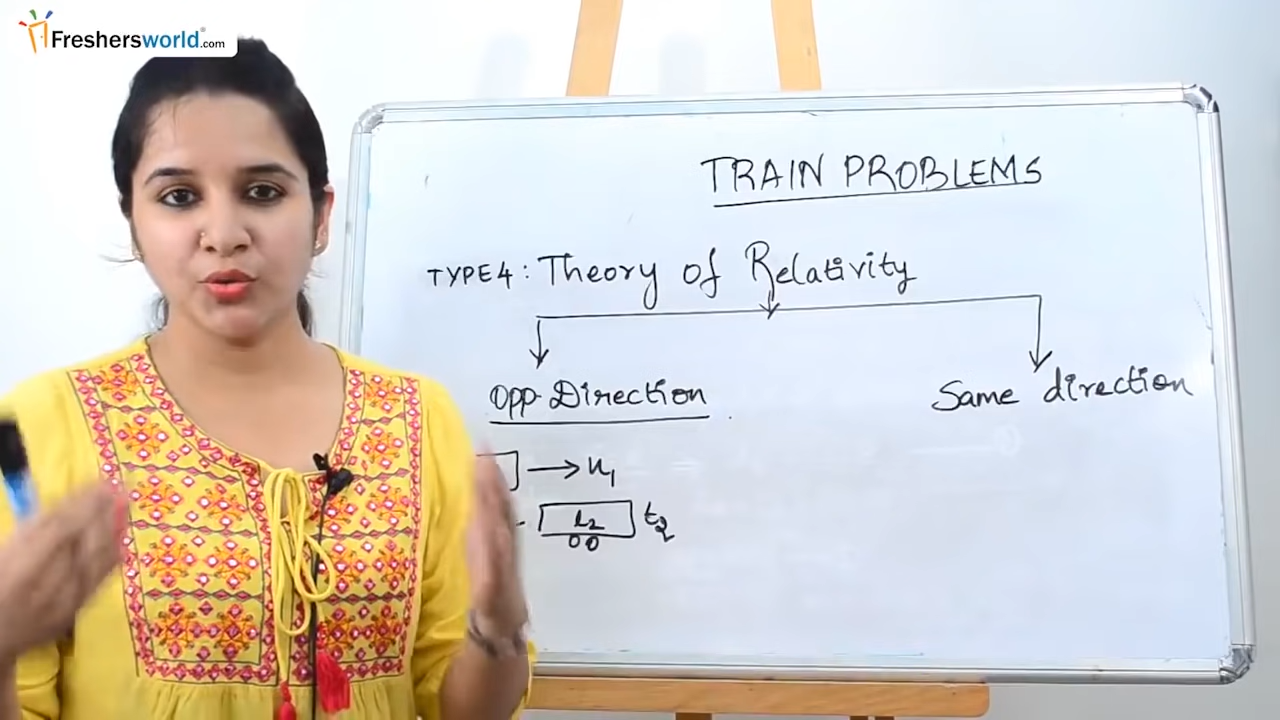 Freshersworld.com
TRAIN PROBLEMS
TYPE 4 : Theory of Relativity
Opp. Direction
Same direction
u1
l2 t2